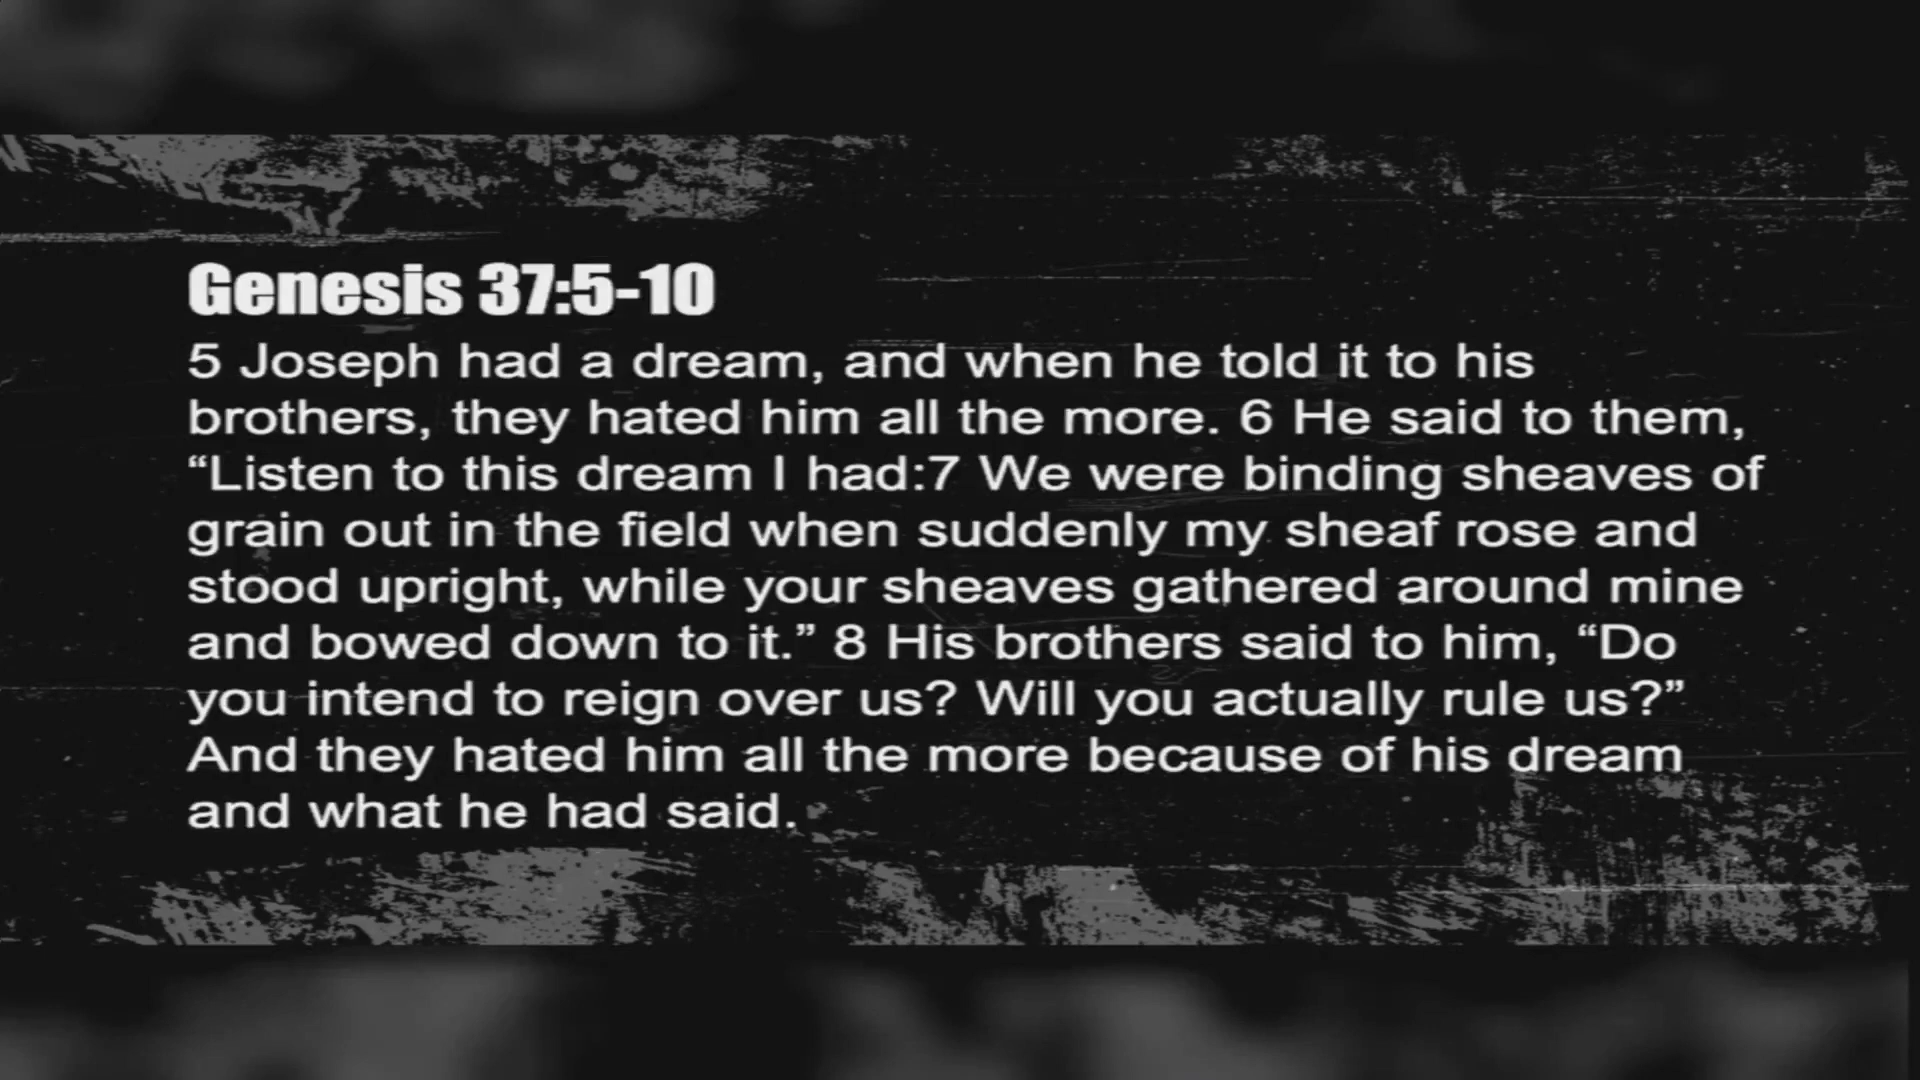 Genesis 37:5-10
5 Joseph had a dream, and when he told it to his
brothers, they hated him all the more. 6 He said to them,
“Listen to this dream I had:7 We were binding sheaves of
grain out in the field when suddenly my sheaf rose and
stood upright, while your sheaves gathered around mine
and bowed down to it.” 8 His brothers said to him, “Do
you intend to reign over us? Will you actually rule us?”
And they hated him all the more because of his dream
and what he had said.